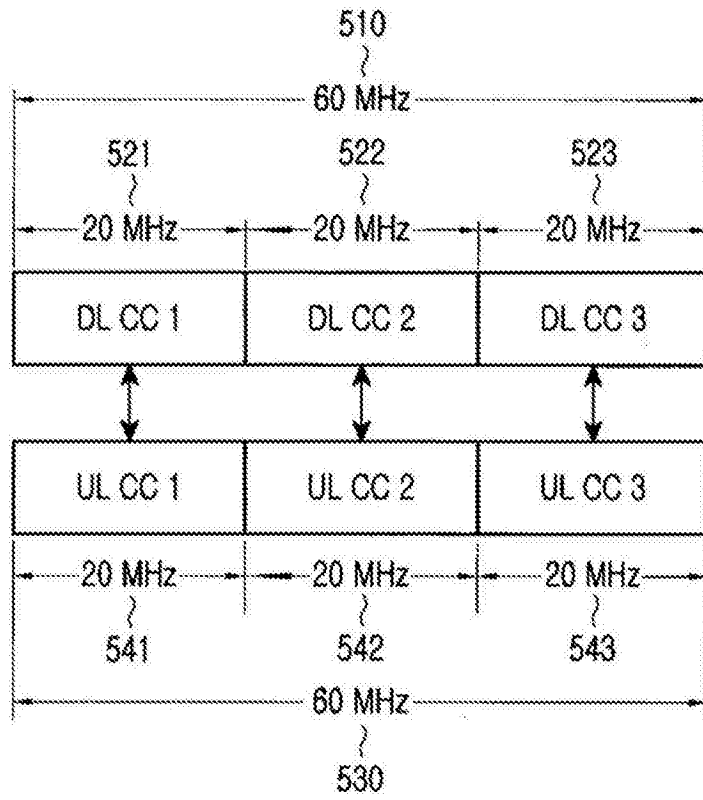 510
60 MHz
521 522 523
20 MHz 20 MHz 20 MHz
DL CC 1 DL CC 2 DL CC 3
UL CC 1 UL CC 2 UL CC 3
20 MHz 20 MHz 20 MHz
541 542 543
60 MHz
530